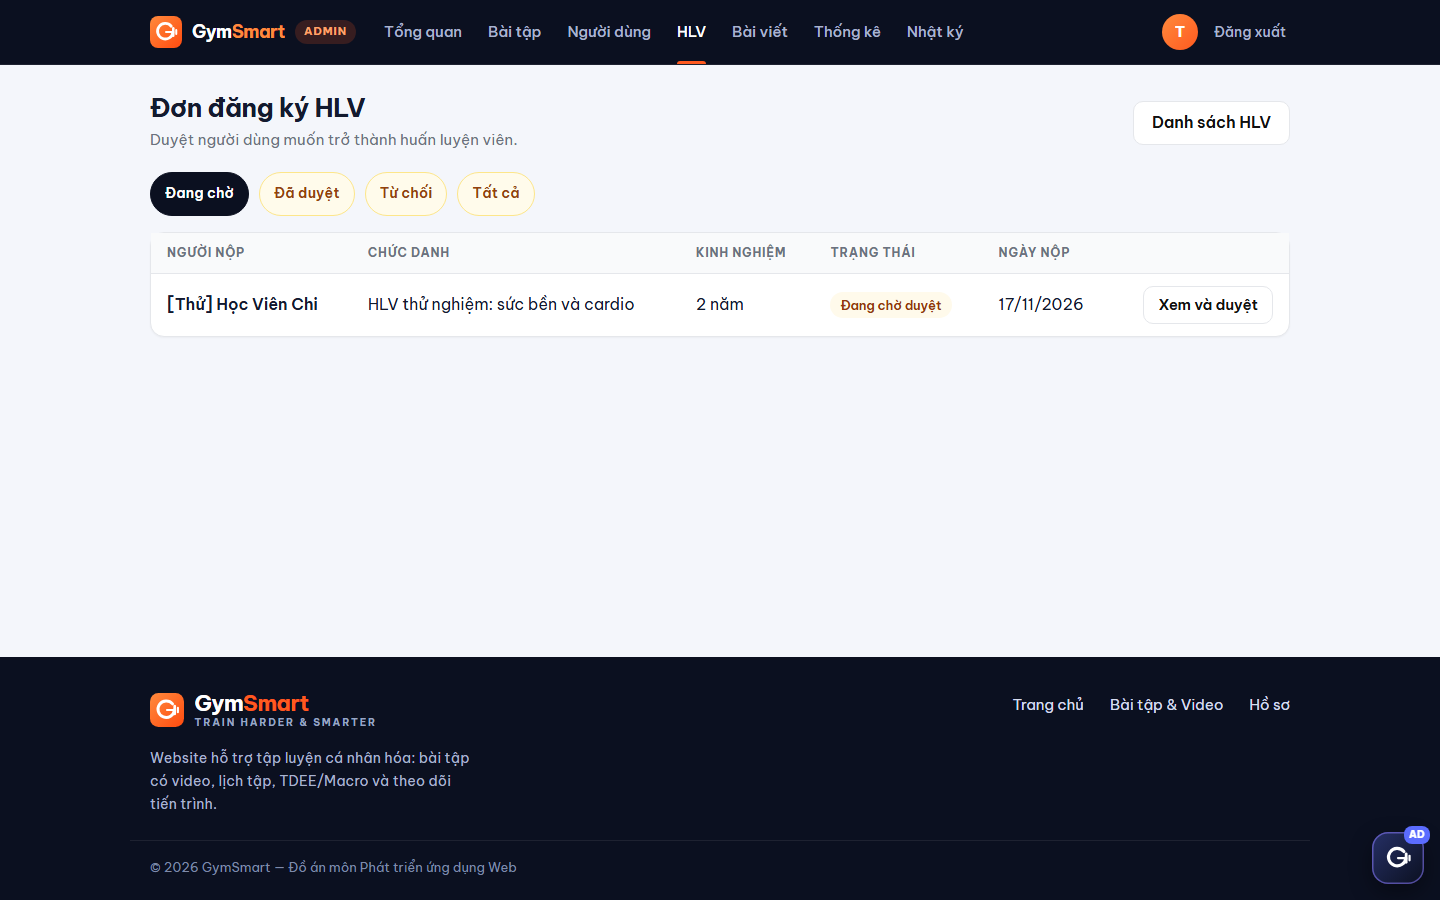 GymSmart ADMIN Tổng quan Bài tập Người dùng HLV Bài viết Thống kê Nhật ký T Đăng xuất
Đơn đăng ký HLV
Duyệt người dùng muốn trở thành huấn luyện viên.
Danh sách HLV
Đang chờ Đã duyệt Từ chối Tất cả
NGƯỜI NỘP CHỨC DANH KINH NGHIỆM TRẠNG THÁI NGÀY NỘP
[Thử] Học Viên Chi HLV thử nghiệm: sức bền và cardio 2 năm Đang chờ duyệt 17/11/2026 Xem và duyệt
GymSmart
TRAIN HARDER & SMARTER
Trang chủ Bài tập & Video Hồ sơ
Website hỗ trợ tập luyện cá nhân hóa: bài tập
có video, lịch tập, TDEE/Macro và theo dõi
tiến trình.
AD
© 2026 GymSmart — Đồ án môn Phát triển ứng dụng Web